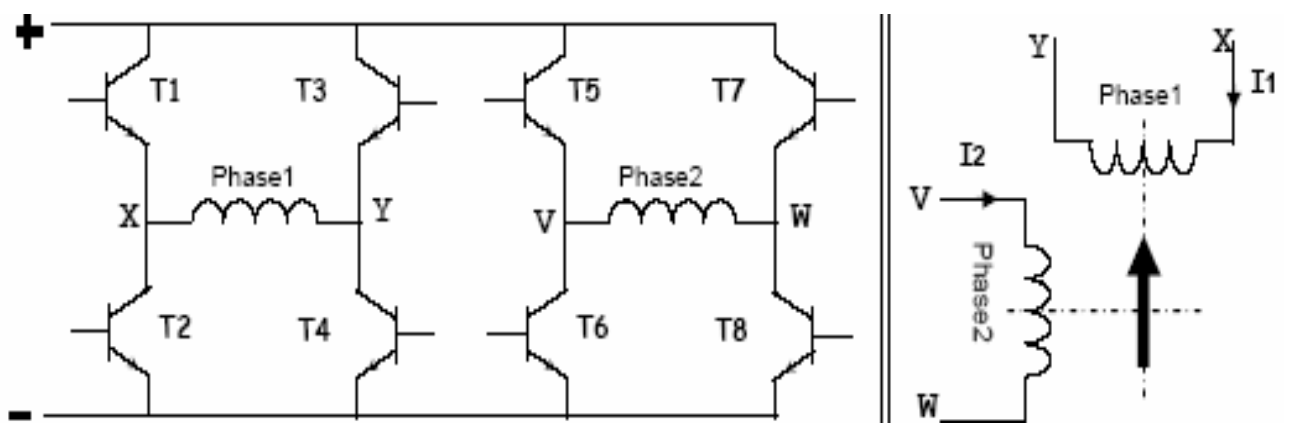 +
T1 T3 T5 T7
Phase1 Phase2
X Y V W
T2 T4 T6 T8
-
Y X
Phase1 I1
I2
V
Phase2
W